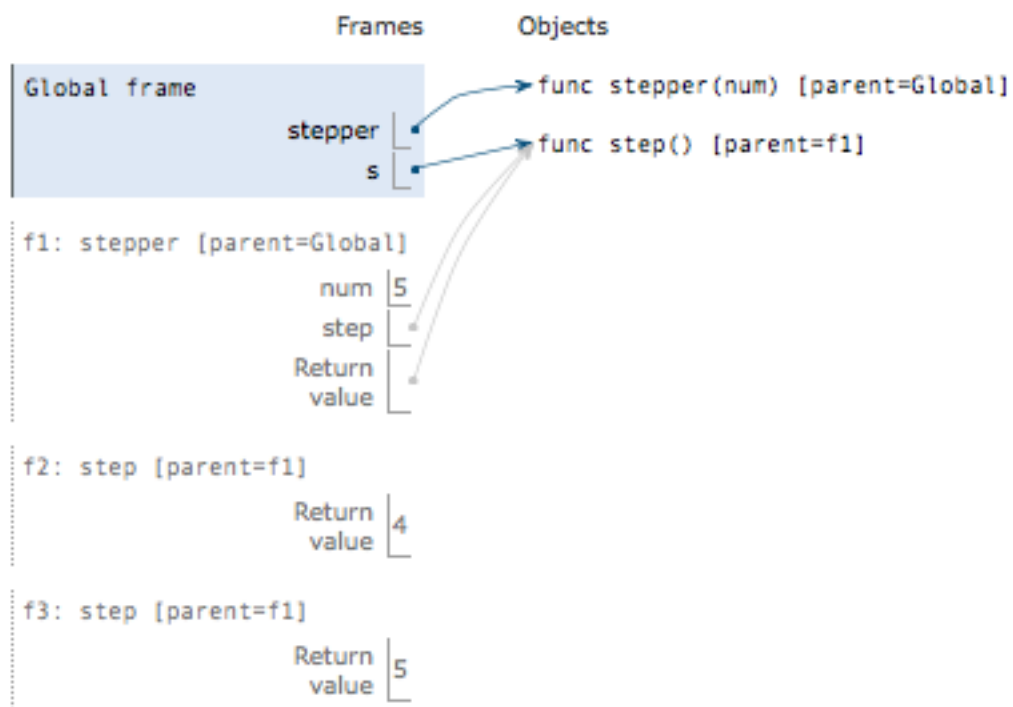 Frames Objects
Global frame
func stepper(num) [parent=Global]
stepper
func step() [parent=f1]
s
f1: stepper [parent=Global]
num 5
step
Return
value
f2: step [parent=f1]
Return
value 4
f3: step [parent=f1]
Return
value 5